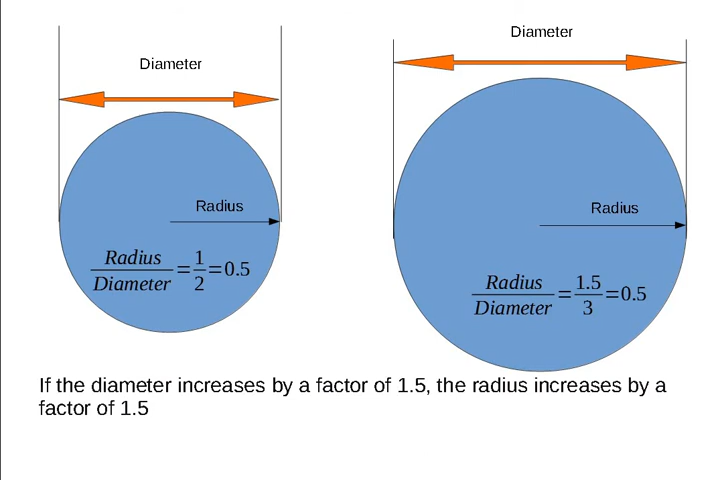 Diameter
Diameter
Radius
Radius
Radius/Diameter=1/2=0.5
Radius/Diameter=1.5/3=0.5
If the diameter increases by a factor of 1.5, the radius increases by a
factor of 1.5